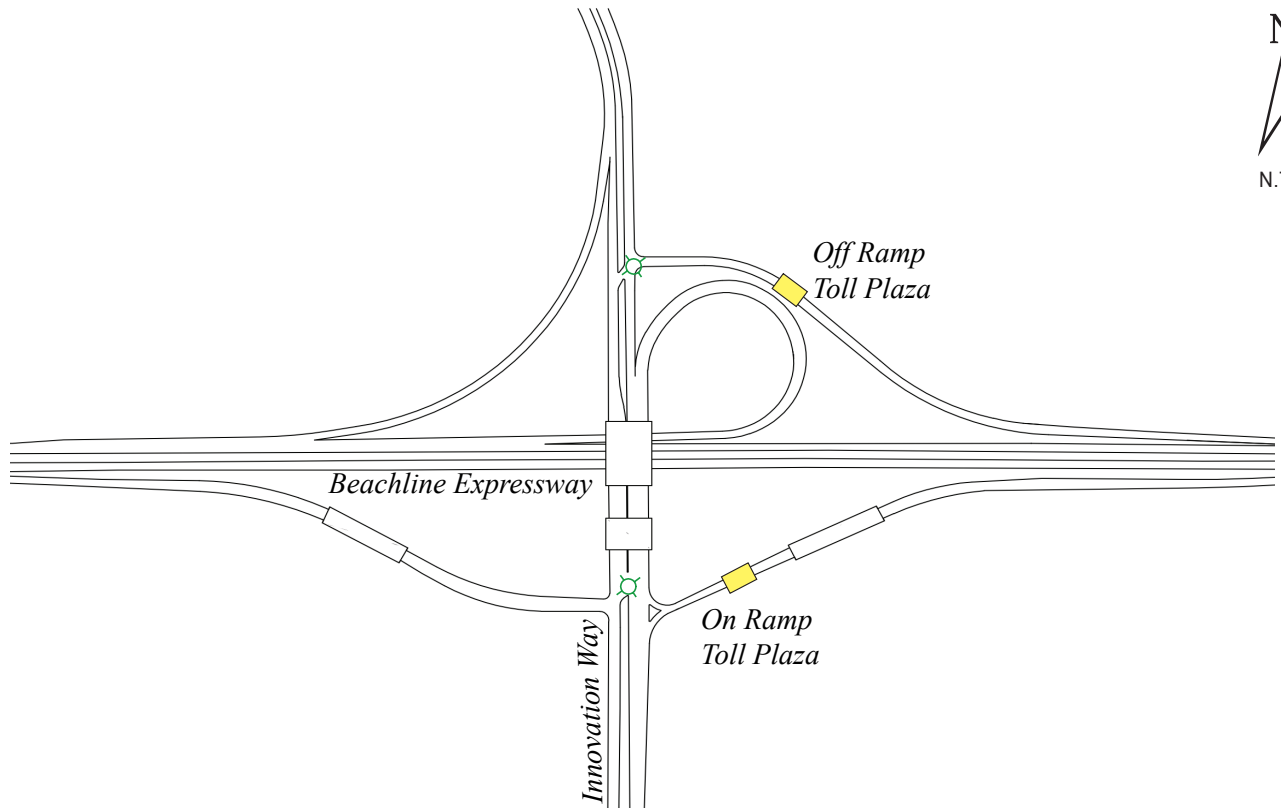 N
N.T
Off Ramp
Toll Plaza
Beachline Expressway
On Ramp
Toll Plaza
Innovation Way